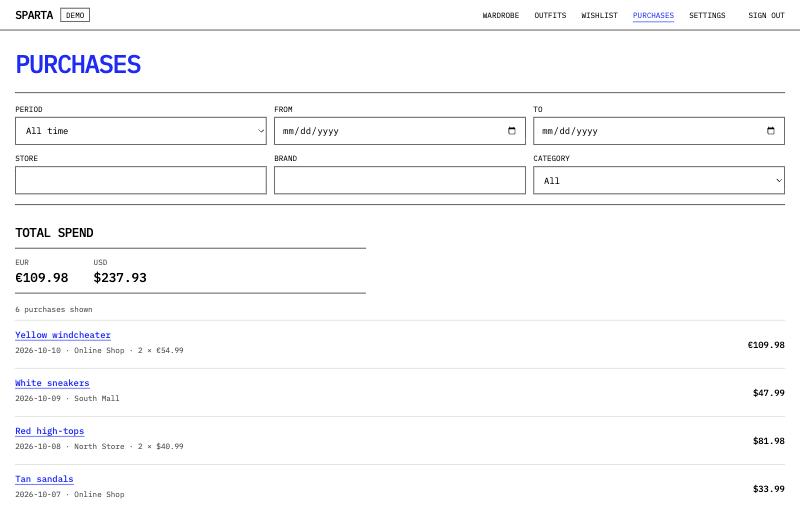 SPARTA DEMO WARDROBE OUTFITS WISHLIST PURCHASES SETTINGS SIGN OUT
PURCHASES
PERIOD FROM TO
All time mm/dd/yyyy mm/dd/yyyy
STORE BRAND CATEGORY
All
TOTAL SPEND
EUR USD
€109.98 $237.93
6 purchases shown
Yellow windcheater
2026-10-10 · Online Shop · 2 × €54.99
€109.98
White sneakers
2026-10-09 · South Mall
$47.99
Red high-tops
2026-10-08 · North Store · 2 × $40.99
$81.98
Tan sandals
2026-10-07 · Online Shop
$33.99